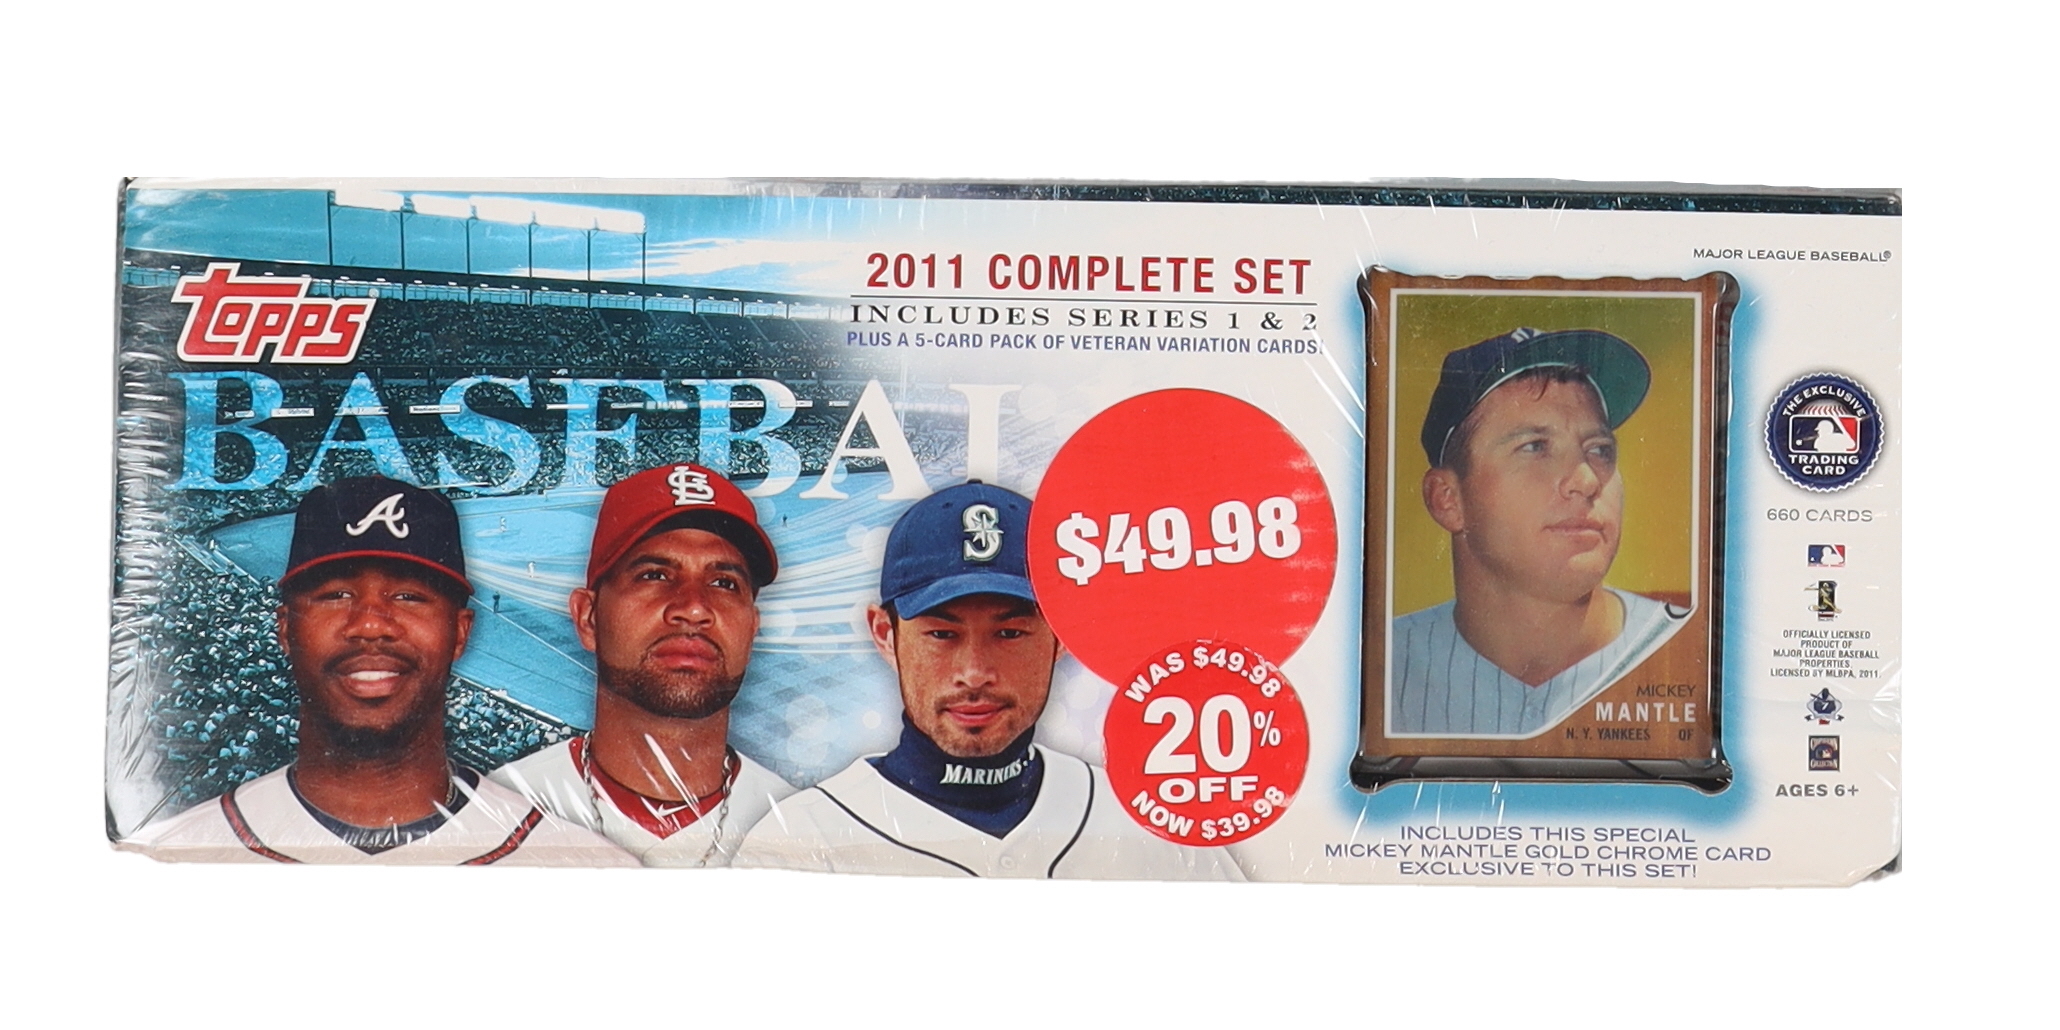 MAJOR LEAGUE BASEBALL®
2011 COMPLETE SET
INCLUDES SERIES 1 & 2
PLUS A 5-CARD PACK OF VETERAN VARIATION CARDS!
topps
BASEBAL
A
STL
S
MARINERS
$49.98
WAS $49.98
20%
OFF
NOW $39.98
NY
MICKEY
MANTLE
N. Y. YANKEES OF
THE EXCLUSIVE
TRADING
CARD
660 CARDS
OFFICIALLY LICENSED
PRODUCT OF
MAJOR LEAGUE BASEBALL
PROPERTIES.
LICENSED BY MLBPA, 2011.
7
AGES 6+
INCLUDES THIS SPECIAL
MICKEY MANTLE GOLD CHROME CARD
EXCLUSIVE TO THIS SET!